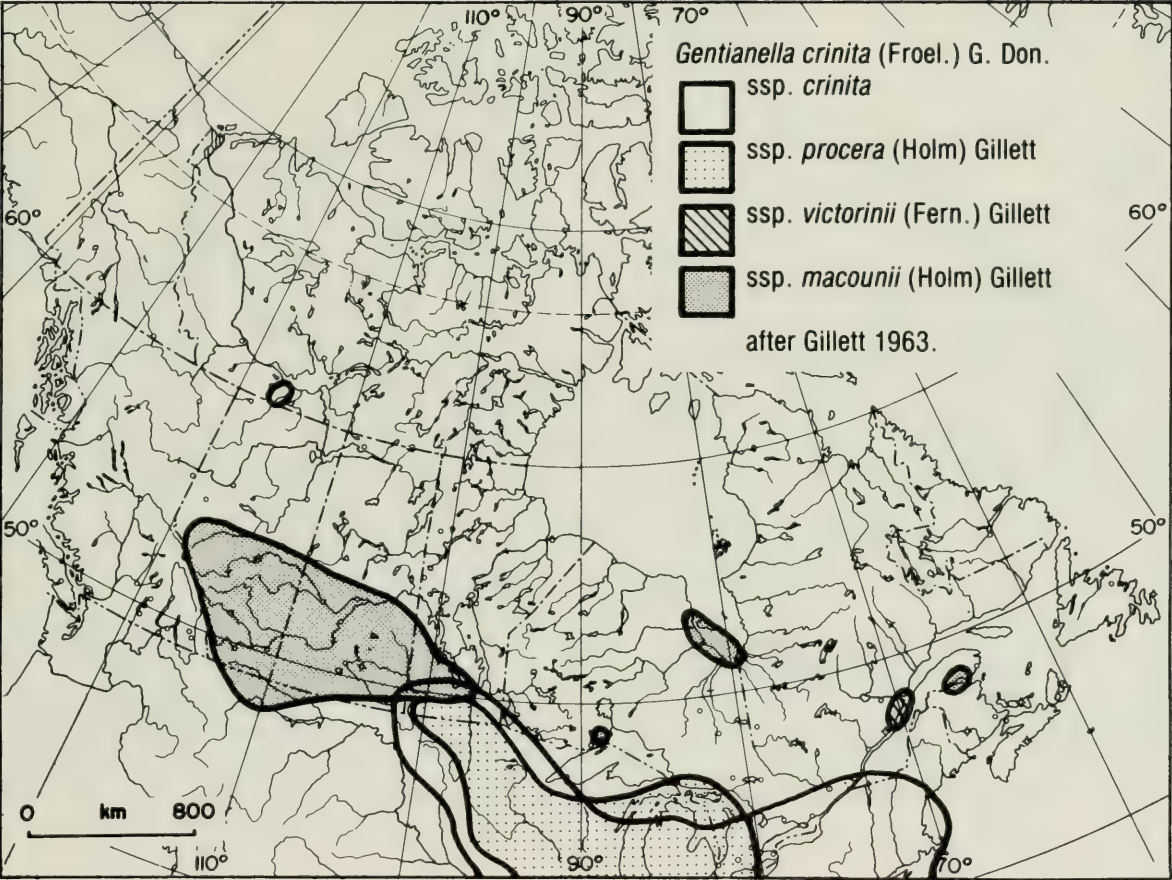 110° 90° 70°
Gentianella crinita (Froel.) G. Don.
ssp. crinita
ssp. procera (Holm) Gillett
60°
ssp. victorinii (Fern.) Gillett
60°
ssp. macounii (Holm) Gillett
after Gillett 1963.
50°
50°
0 km 800
110° 90° 70°